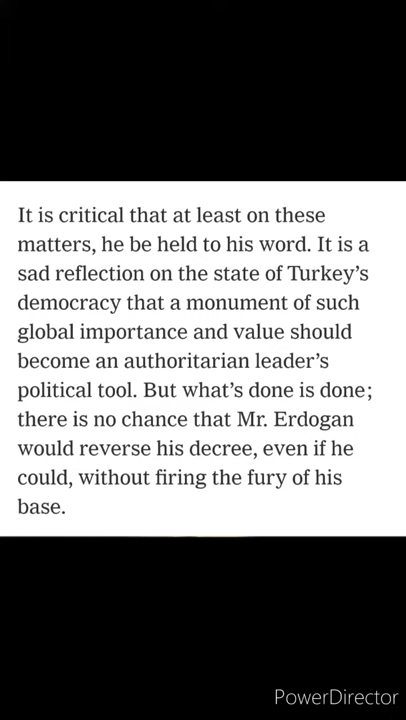 It is critical that at least on these
matters, he be held to his word. It is a
sad reflection on the state of Turkey's
democracy that a monument of such
global importance and value should
become an authoritarian leader's
political tool. But what's done is done;
there is no chance that Mr. Erdogan
would reverse his decree, even if he
could, without firing the fury of his
base.
PowerDirector